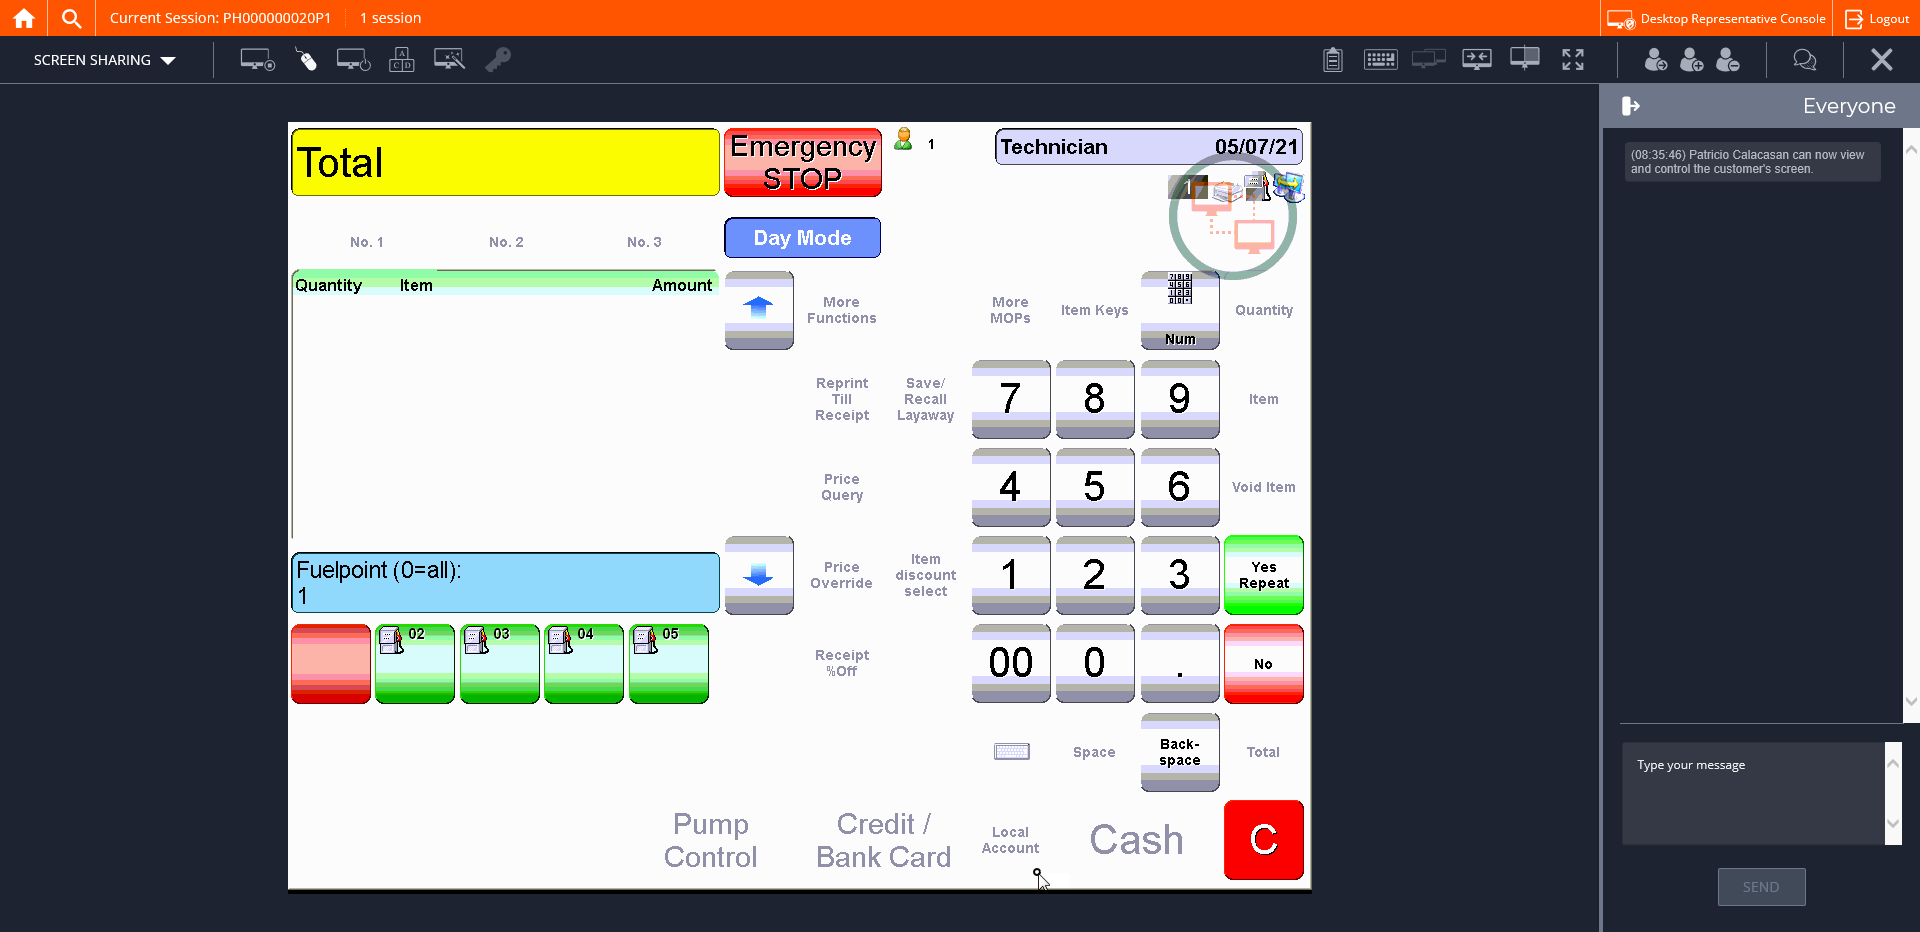 Current Session: PH000000020P1
1 session
Desktop Representative Console
Logout
SCREEN SHARING
Everyone
(08:35:46) Patricio Calacasan can now view
and control the customer's screen.
Type your message
SEND
Total
Emergency
STOP
1
Technician 05/07/21
1
No. 1 No. 2 No. 3
Day Mode
Quantity Item Amount
More
Functions
More
MOPs
Item Keys
Num
Quantity
Reprint
Till
Receipt
Save/
Recall
Layaway
7 8 9
Item
Price
Query
4 5 6
Void Item
Fuelpoint (0=all):
1
Price
Override
Item
discount
select
1 2 3
Yes
Repeat
02 03 04 05
Receipt
%Off
00 0 .
No
Space
Back-
space
Total
Pump
Control
Credit /
Bank Card
Local
Account
Cash
C